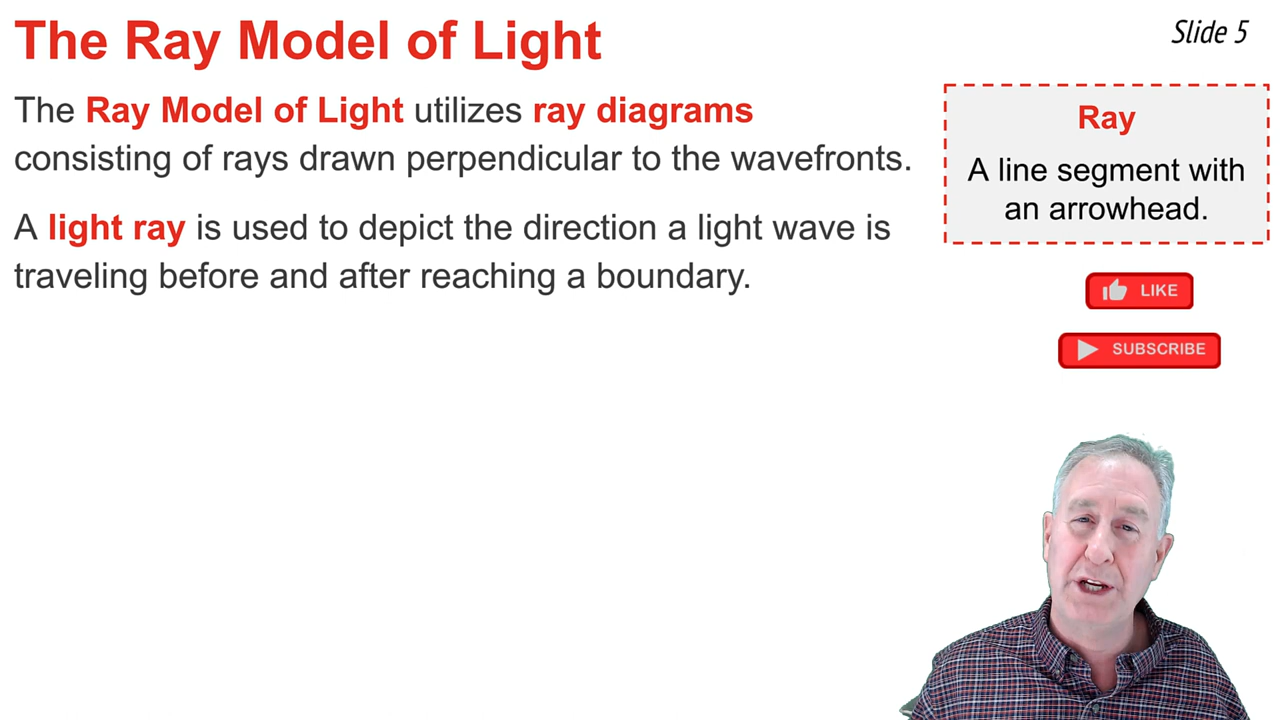 The Ray Model of Light
Slide 5
The Ray Model of Light utilizes ray diagrams
consisting of rays drawn perpendicular to the wavefronts.
A light ray is used to depict the direction a light wave is
traveling before and after reaching a boundary.
Ray
A line segment with
an arrowhead.
LIKE
SUBSCRIBE